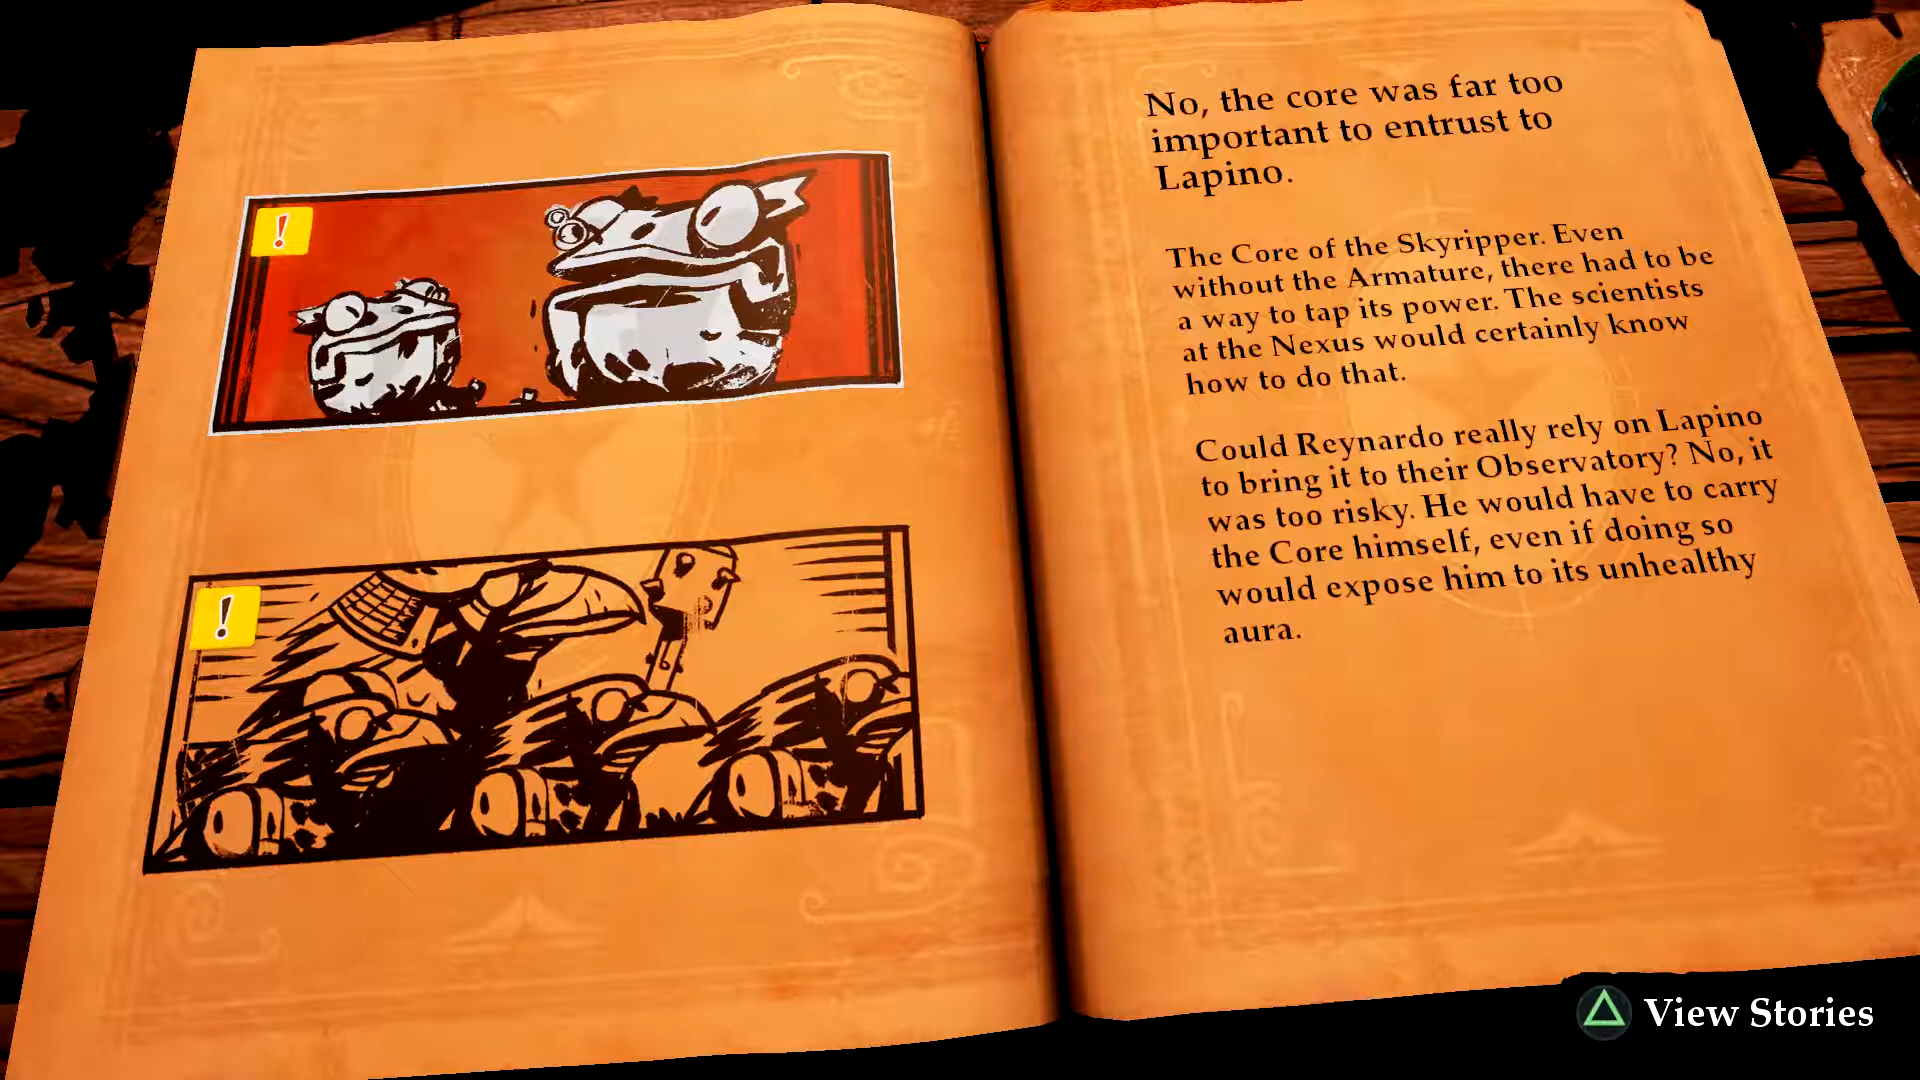 !
!
No, the core was far too
important to entrust to
Lapino.
The Core of the Skyripper. Even
without the Armature, there had to be
a way to tap its power. The scientists
at the Nexus would certainly know
how to do that.
Could Reynardo really rely on Lapino
to bring it to their Observatory? No, it
was too risky. He would have to carry
the Core himself, even if doing so
would expose him to its unhealthy
aura.
View Stories